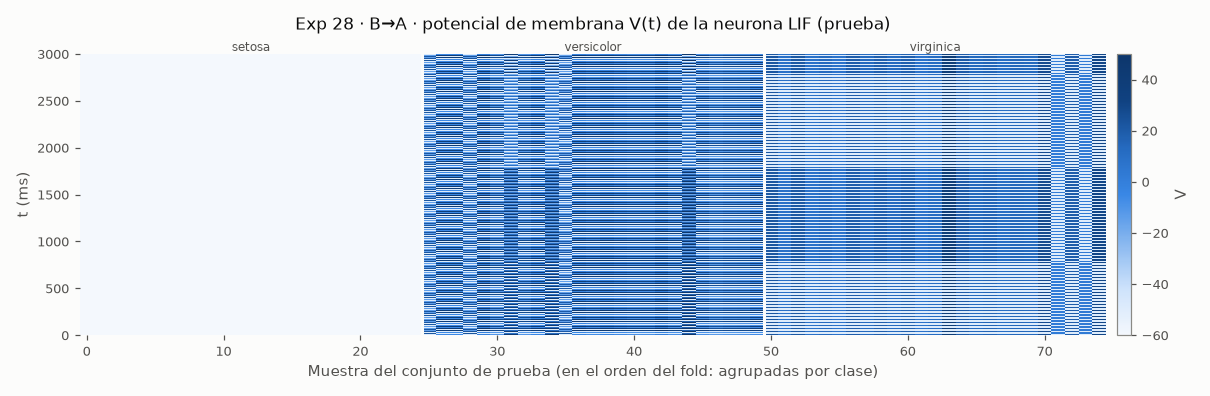 Exp 28 · B→A · potencial de membrana V(t) de la neurona LIF (prueba)
setosa versicolor virginica
3000
2500
2000
1500
1000
500
0
t (ms)
0 10 20 30 40 50 60 70
Muestra del conjunto de prueba (en el orden del fold: agrupadas por clase)
40
20
0
−20
−40
−60
V